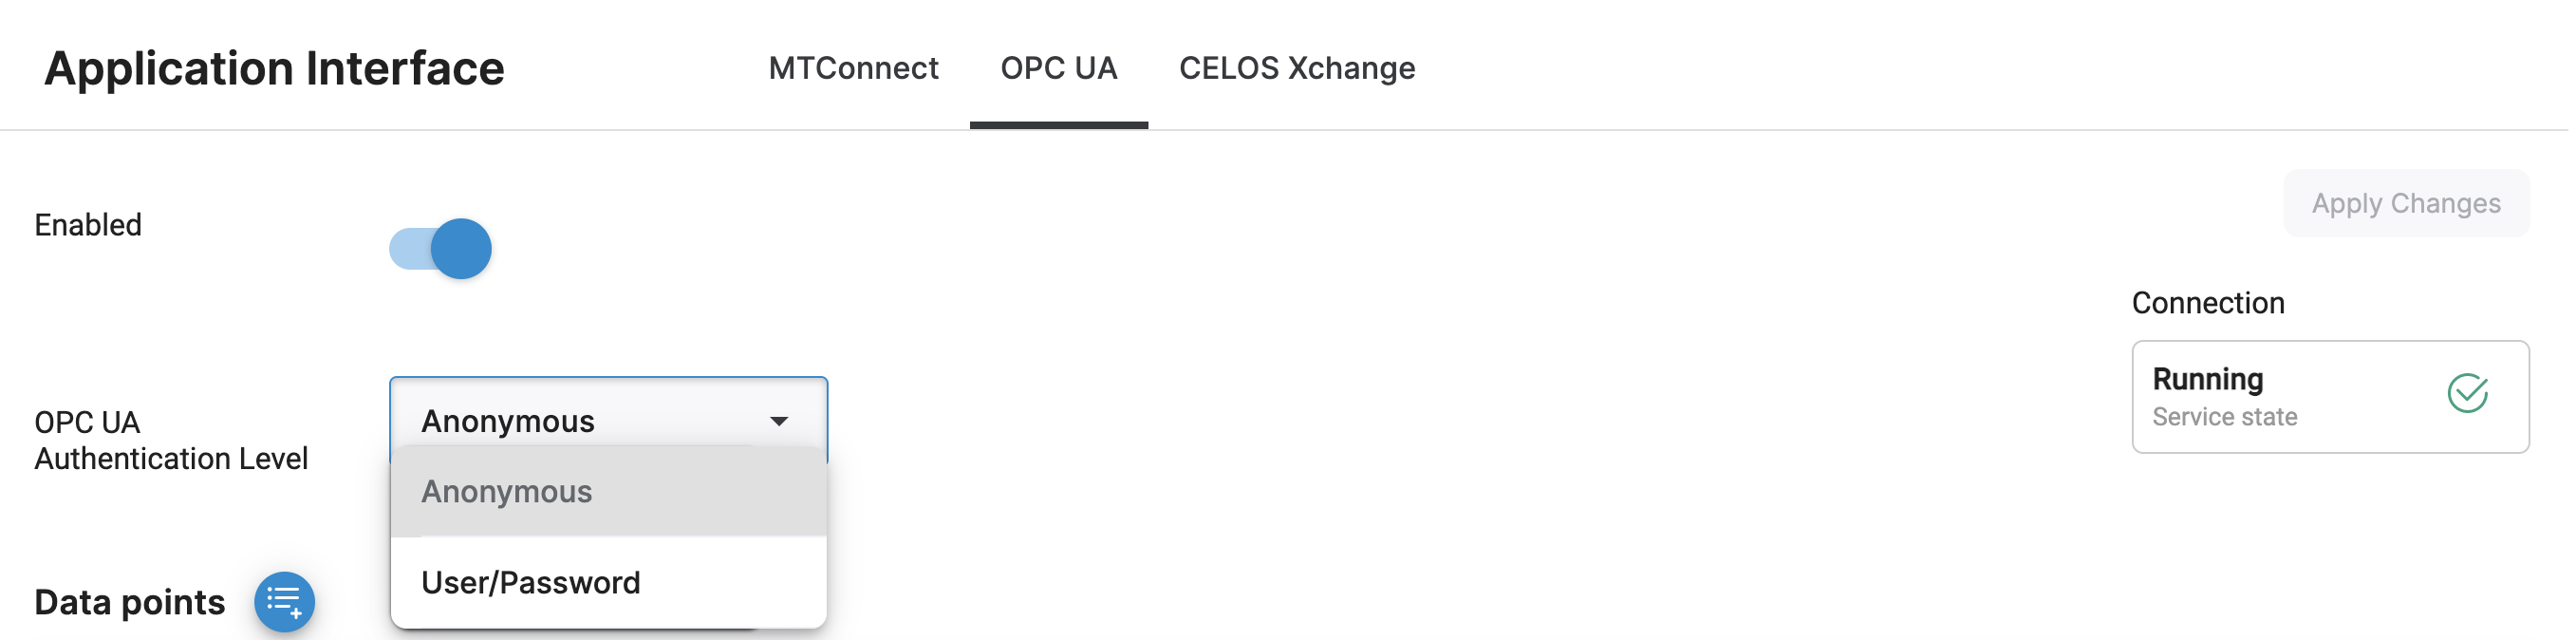 Application Interface
MTConnect
OPC UA
CELOS Xchange
Enabled
Apply Changes
Connection
Running
Service state
OPC UA
Authentication Level
Anonymous
Anonymous
User/Password
Data points